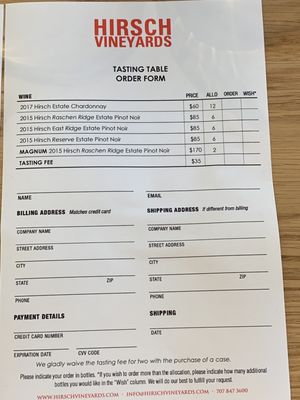 HIRSCH
VINEYARDS
TASTING TABLE
ORDER FORM
WINE PRICE ALLO ORDER WISH*
2017 Hirsch Estate Chardonnay $60 12
2015 Hirsch Raschen Ridge Estate Pinot Noir $85 6
2015 Hirsch East Ridge Estate Pinot Noir $85 6
2015 Hirsch Reserve Estate Pinot Noir $85 6
MAGNUM 2015 Hirsch Raschen Ridge Estate Pinot Noir $170 2
TASTING FEE $35
NAME EMAIL
BILLING ADDRESS Matches credit card SHIPPING ADDRESS If different from billing
COMPANY NAME COMPANY NAME
STREET ADDRESS STREET ADDRESS
CITY CITY
STATE ZIP STATE ZIP
PHONE PHONE
PAYMENT DETAILS SHIPPING
CREDIT CARD NUMBER DATE
EXPIRATION DATE CVV CODE
We gladly waive the tasting fee for two with the purchase of a case.
Please indicate your order in bottles. *If you wish to order more than the allocation, please indicate how many additional
bottles you would like in the "Wish" column. We will do our best to fulfill your request.
WWW.HIRSCHVINEYARDS.COM · INFO@HIRSCHVINEYARDS.COM · 707 847 3600